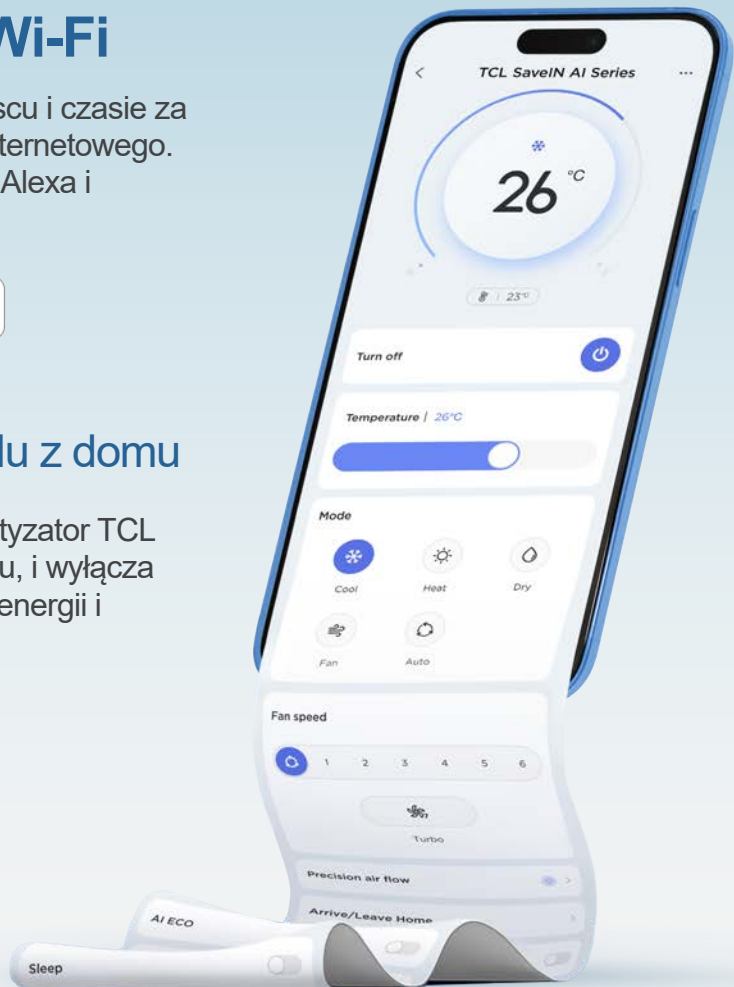 Wi-Fi
scu i czasie za
nternetowego.
Alexa i
lu z domu
tyzator TCL
u, i wyłącza
energii i
TCL SaveIN AI Series
26 °C
23°C
Turn off
Temperature | 26°C
Mode
Cool
Heat
Dry
Fan
Auto
Fan speed
1 2 3 4 5 6
Turbo
Precision air flow
Arrive/Leave Home
AI ECO
Sleep